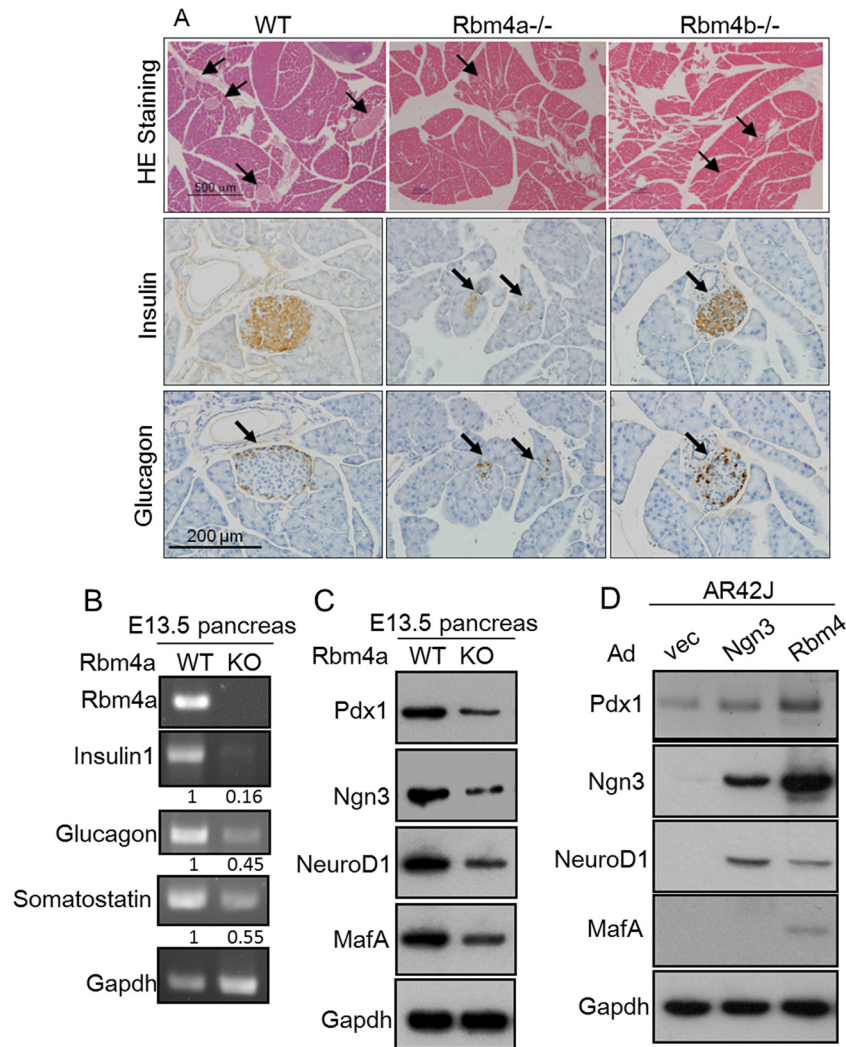 A
WT Rbm4a-/- Rbm4b-/-
HE Staining
500 µm
Insulin
Glucagon
200 µm
B
E13.5 pancreas
Rbm4a WT KO
Rbm4a
Insulin1
1 0.16
Glucagon
1 0.45
Somatostatin
1 0.55
Gapdh
C
E13.5 pancreas
Rbm4a WT KO
Pdx1
Ngn3
NeuroD1
MafA
Gapdh
D
AR42J
Ad vec Ngn3 Rbm4
Pdx1
Ngn3
NeuroD1
MafA
Gapdh